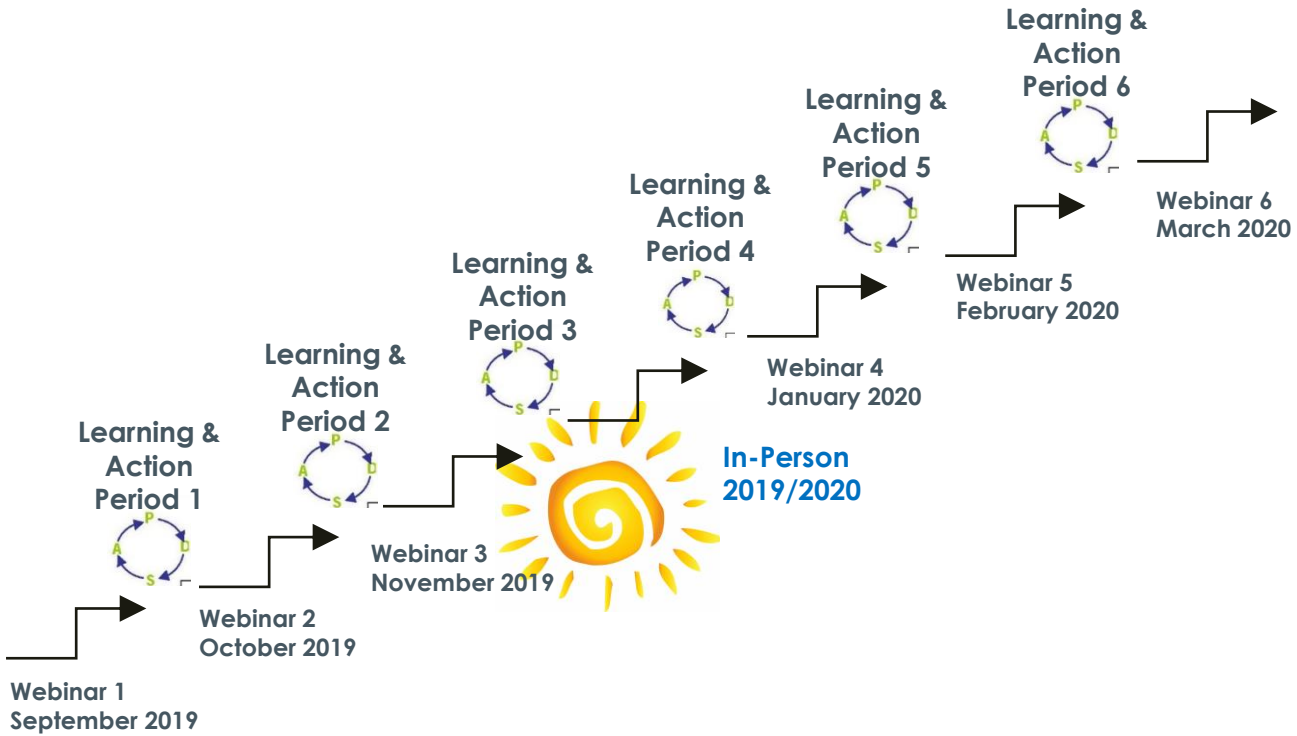 Learning &
Action
Period 6
P
A
D
S
Learning &
Action
Period 5
P
A
D
S
Webinar 6
March 2020
Learning &
Action
Period 4
P
A
D
S
Webinar 5
February 2020
Learning &
Action
Period 3
P
A
D
S
Webinar 4
January 2020
Learning &
Action
Period 2
P
A
D
S
In-Person
2019/2020
Learning &
Action
Period 1
P
A
D
S
Webinar 3
November 2019
Webinar 2
October 2019
Webinar 1
September 2019